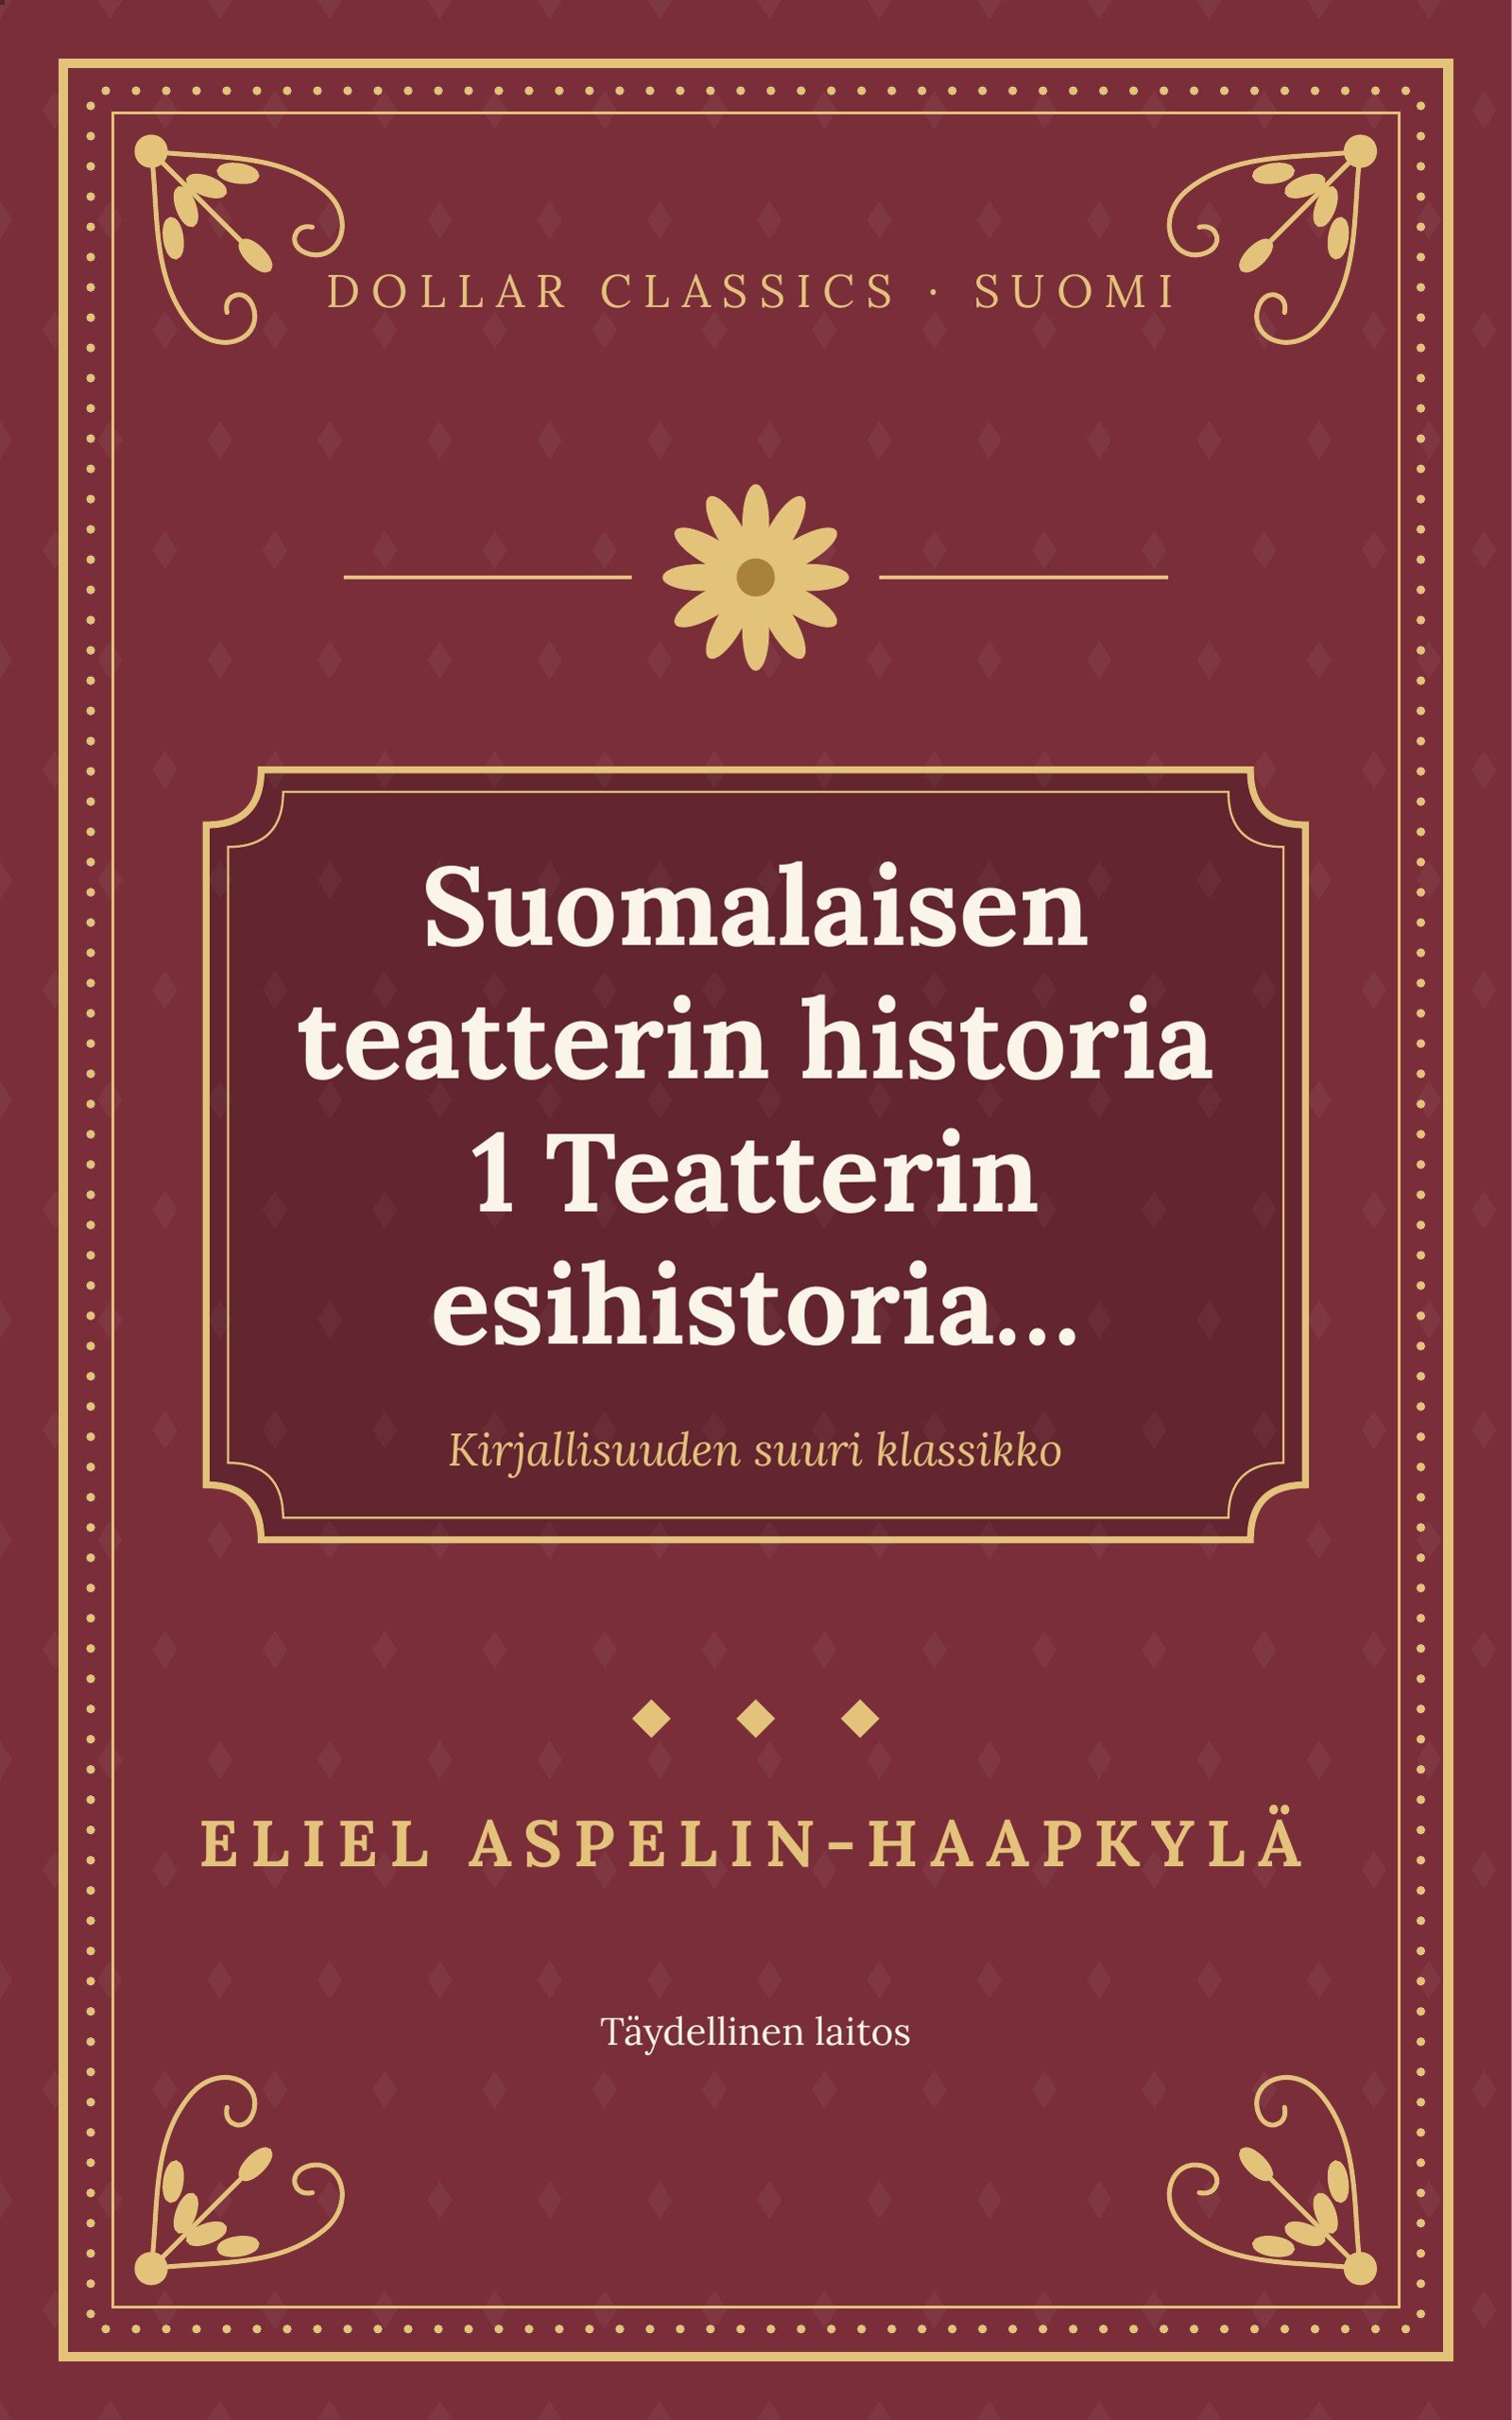 DOLLAR CLASSICS · SUOMI
Suomalaisen
teatterin historia
1 Teatterin
esihistoria...
Kirjallisuuden suuri klassikko
ELIEL ASPELIN-HAAPKYLÄ
Täydellinen laitos